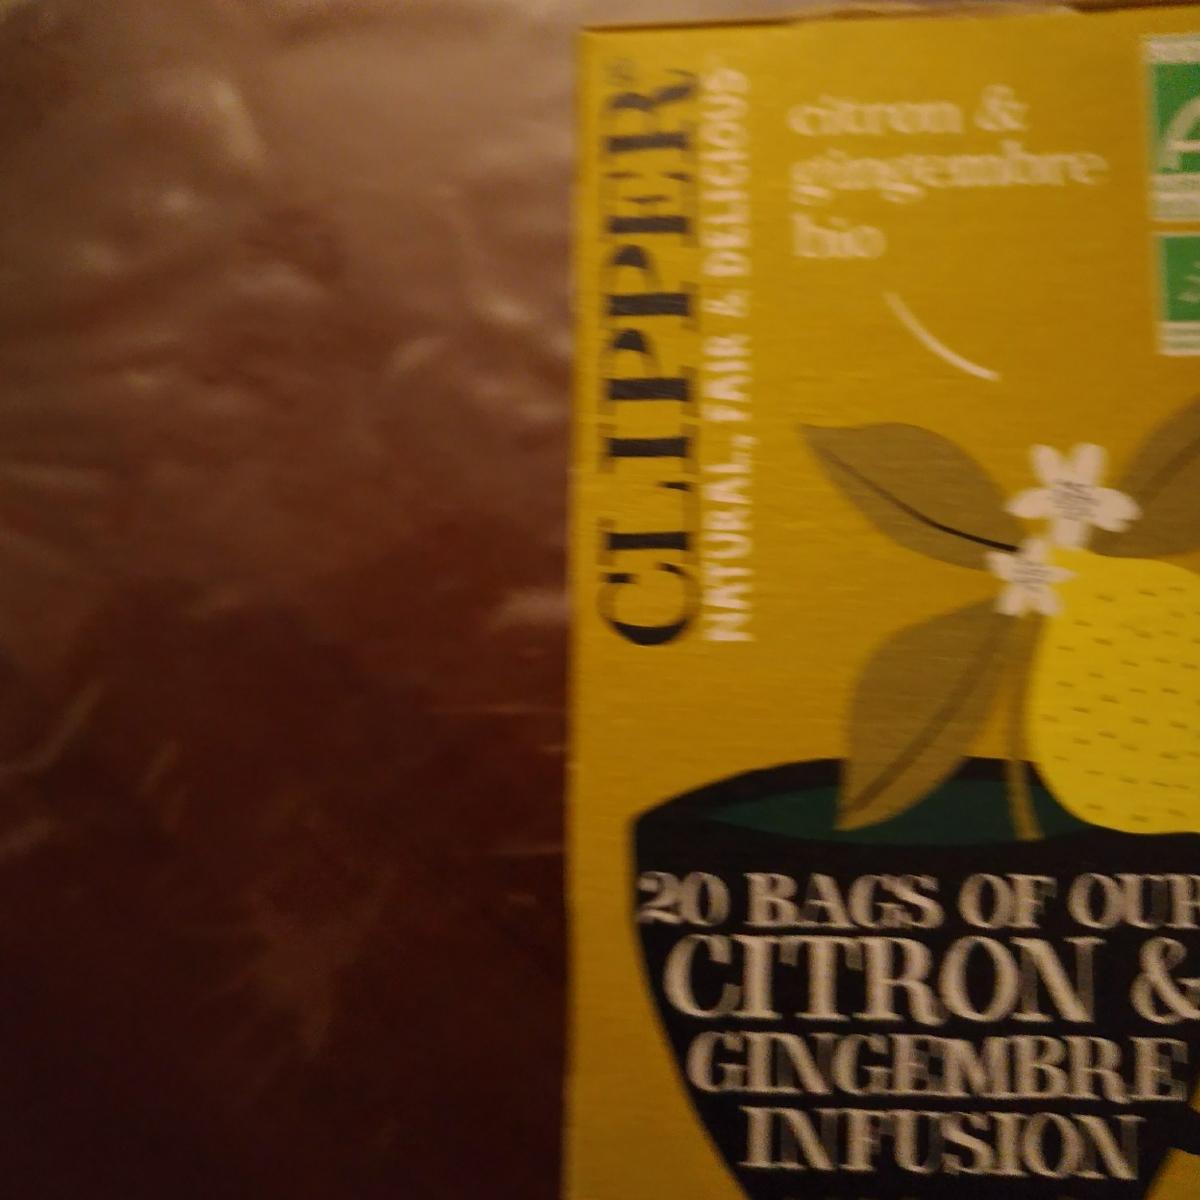 CLIPPER
NATURAL, FAIR & DELICIOUS
citron &
gingembre
bio
20 BAGS OF OUR
CITRON &
GINGEMBRE
INFUSION